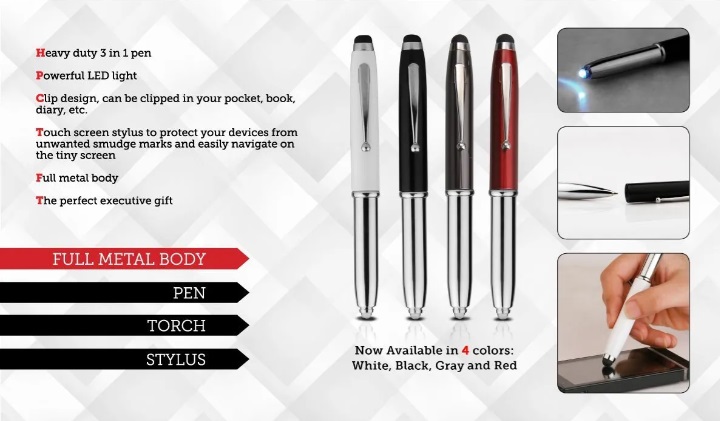 Heavy duty 3 in 1 pen
Powerful LED light
Clip design, can be clipped in your pocket, book,
diary, etc.
Touch screen stylus to protect your devices from
unwanted smudge marks and easily navigate on
the tiny screen
Full metal body
The perfect executive gift
FULL METAL BODY
PEN
TORCH
STYLUS
Now Available in 4 colors:
White, Black, Gray and Red